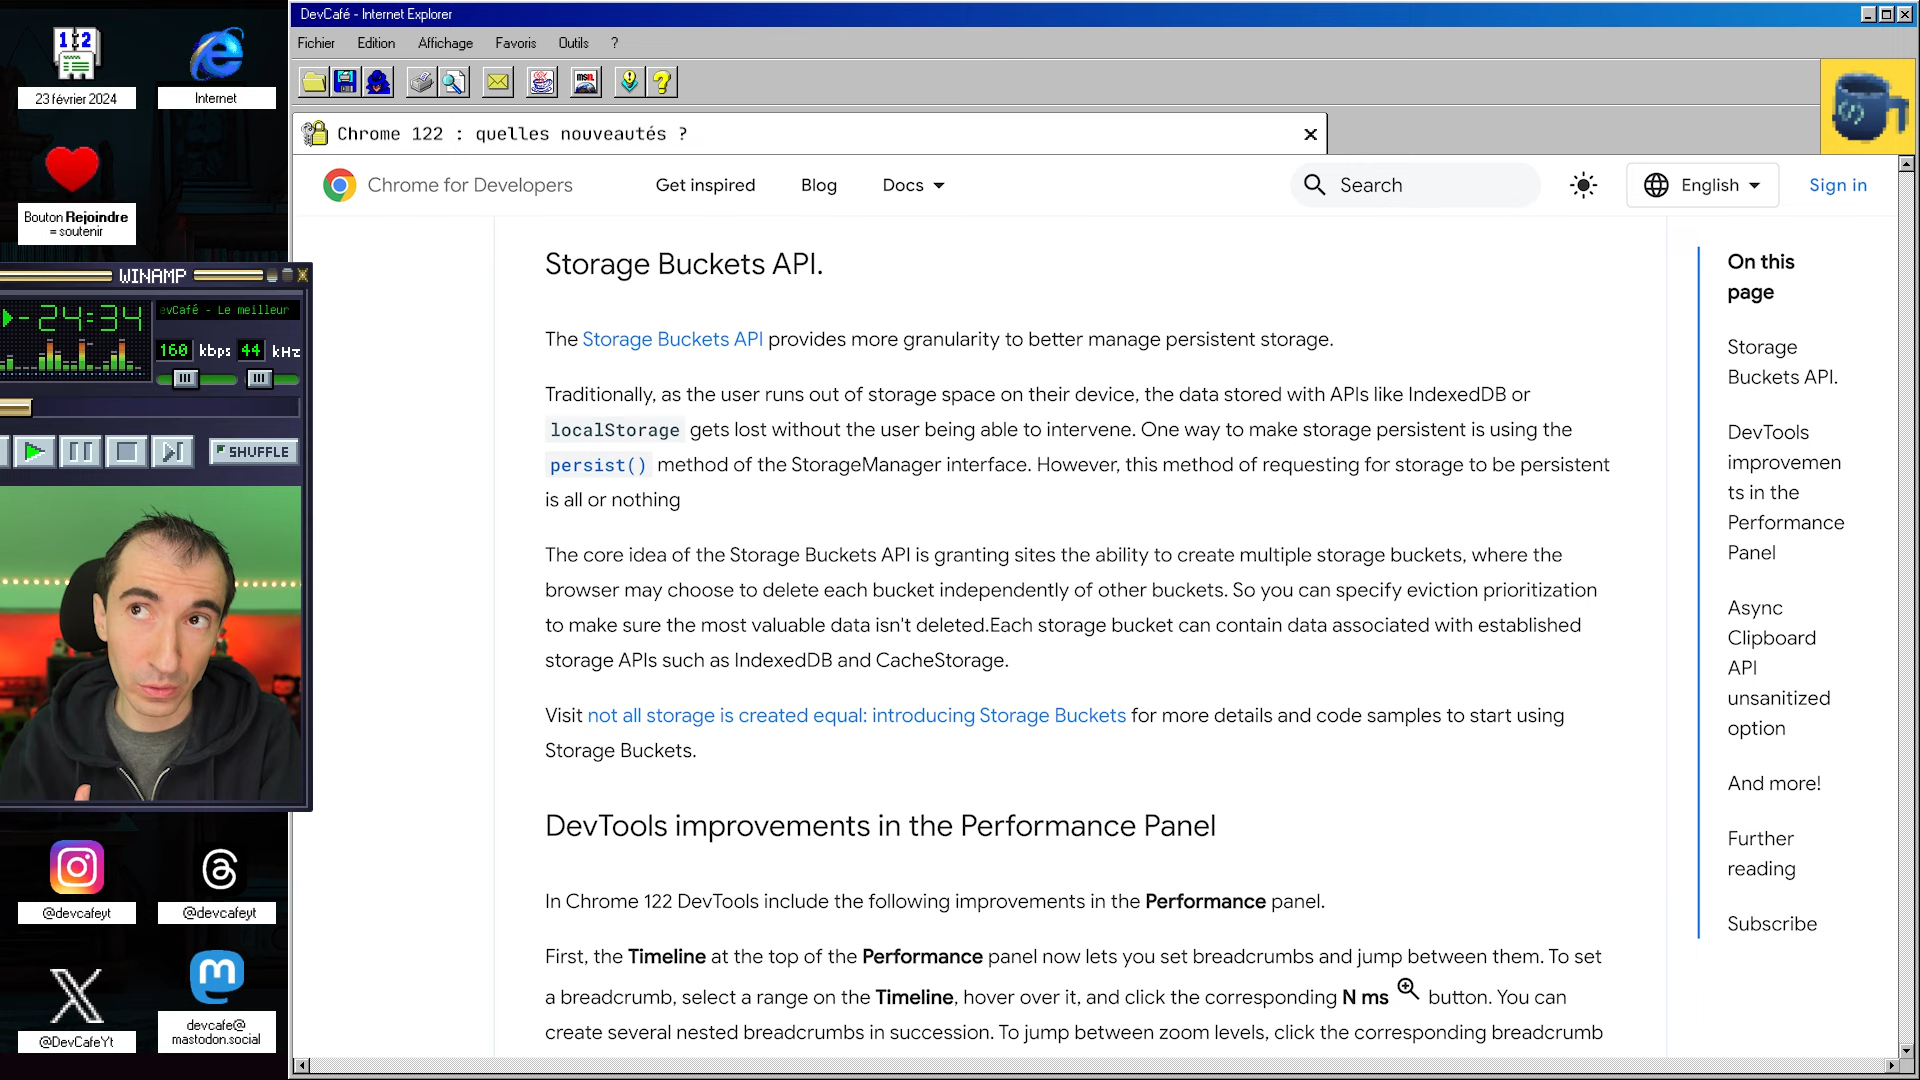 DevCafé - Internet Explorer
Fichier Edition Affichage Favoris Outils ?
12
23 février 2024
Internet
Bouton Rejoindre
= soutenir
WINAMP
-24:34
evCafé - Le meilleur
160 kbps 44 kHz
SHUFFLE
@devcafeyt
@devcafeyt
@DevCafeYt
devcafe@
mastodon.social
msn
Chrome 122 : quelles nouveautés ?
Chrome for Developers
Get inspired
Blog
Docs
Search
English
Sign in
Storage Buckets API.
The Storage Buckets API provides more granularity to better manage persistent storage.
Traditionally, as the user runs out of storage space on their device, the data stored with APIs like IndexedDB or
localStorage gets lost without the user being able to intervene. One way to make storage persistent is using the
persist() method of the StorageManager interface. However, this method of requesting for storage to be persistent
is all or nothing
The core idea of the Storage Buckets API is granting sites the ability to create multiple storage buckets, where the
browser may choose to delete each bucket independently of other buckets. So you can specify eviction prioritization
to make sure the most valuable data isn't deleted.Each storage bucket can contain data associated with established
storage APIs such as IndexedDB and CacheStorage.
Visit not all storage is created equal: introducing Storage Buckets for more details and code samples to start using
Storage Buckets.
DevTools improvements in the Performance Panel
In Chrome 122 DevTools include the following improvements in the Performance panel.
First, the Timeline at the top of the Performance panel now lets you set breadcrumbs and jump between them. To set
a breadcrumb, select a range on the Timeline, hover over it, and click the corresponding N ms button. You can
create several nested breadcrumbs in succession. To jump between zoom levels, click the corresponding breadcrumb
On this
page
Storage
Buckets API.
DevTools
improvemen
ts in the
Performance
Panel
Async
Clipboard
API
unsanitized
option
And more!
Further
reading
Subscribe